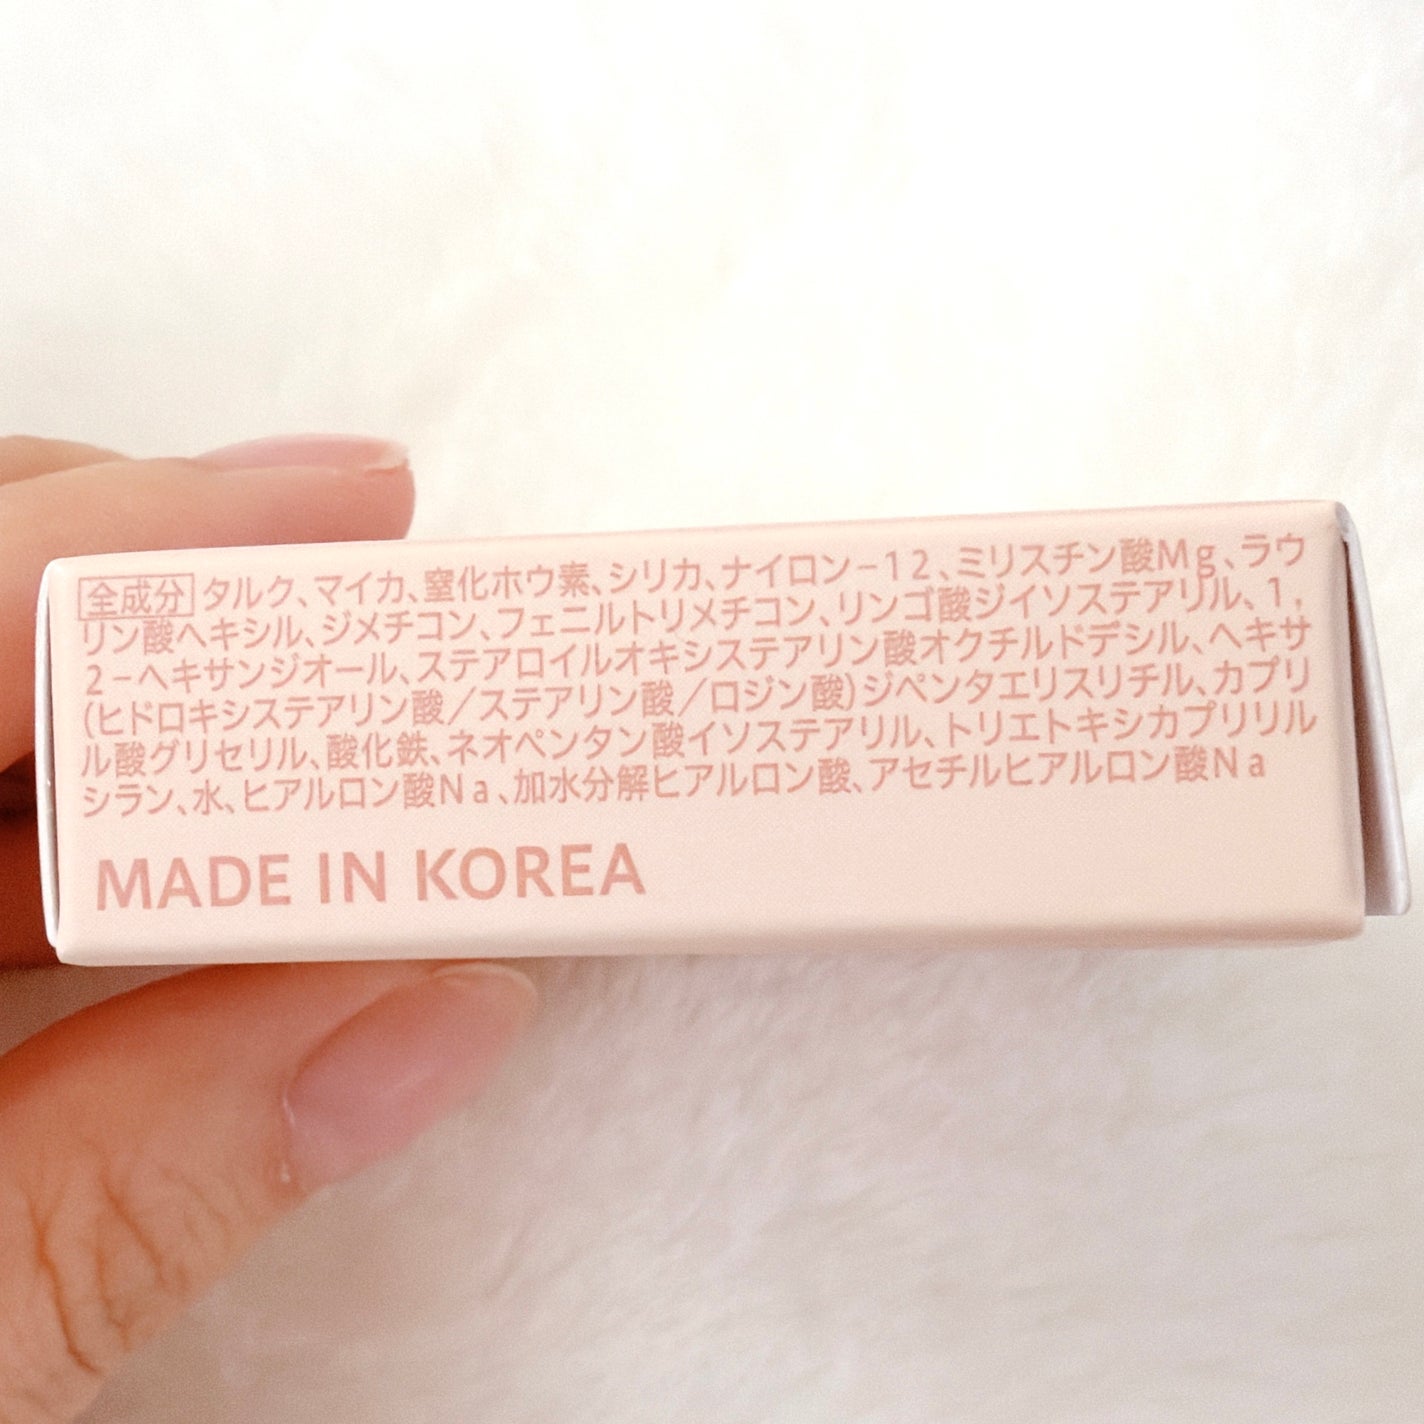 全成分 タルク、マイカ、窒化ホウ素、シリカ、ナイロン−12、ミリスチン酸Mg、ラウ
リン酸ヘキシル、ジメチコン、フェニルトリメチコン、リンゴ酸ジイソステアリル、1,
2−ヘキサンジオール、ステアロイルオキシステアリン酸オクチルドデシル、ヘキサ
(ヒドロキシステアリン酸/ステアリン酸/ロジン酸)ジペンタエリスリチル、カプリ
ル酸グリセリル、酸化鉄、ネオペンタン酸イソステアリル、トリエトキシカプリリル
シラン、水、ヒアルロン酸Na、加水分解ヒアルロン酸、アセチルヒアルロン酸Na
MADE IN KOREA